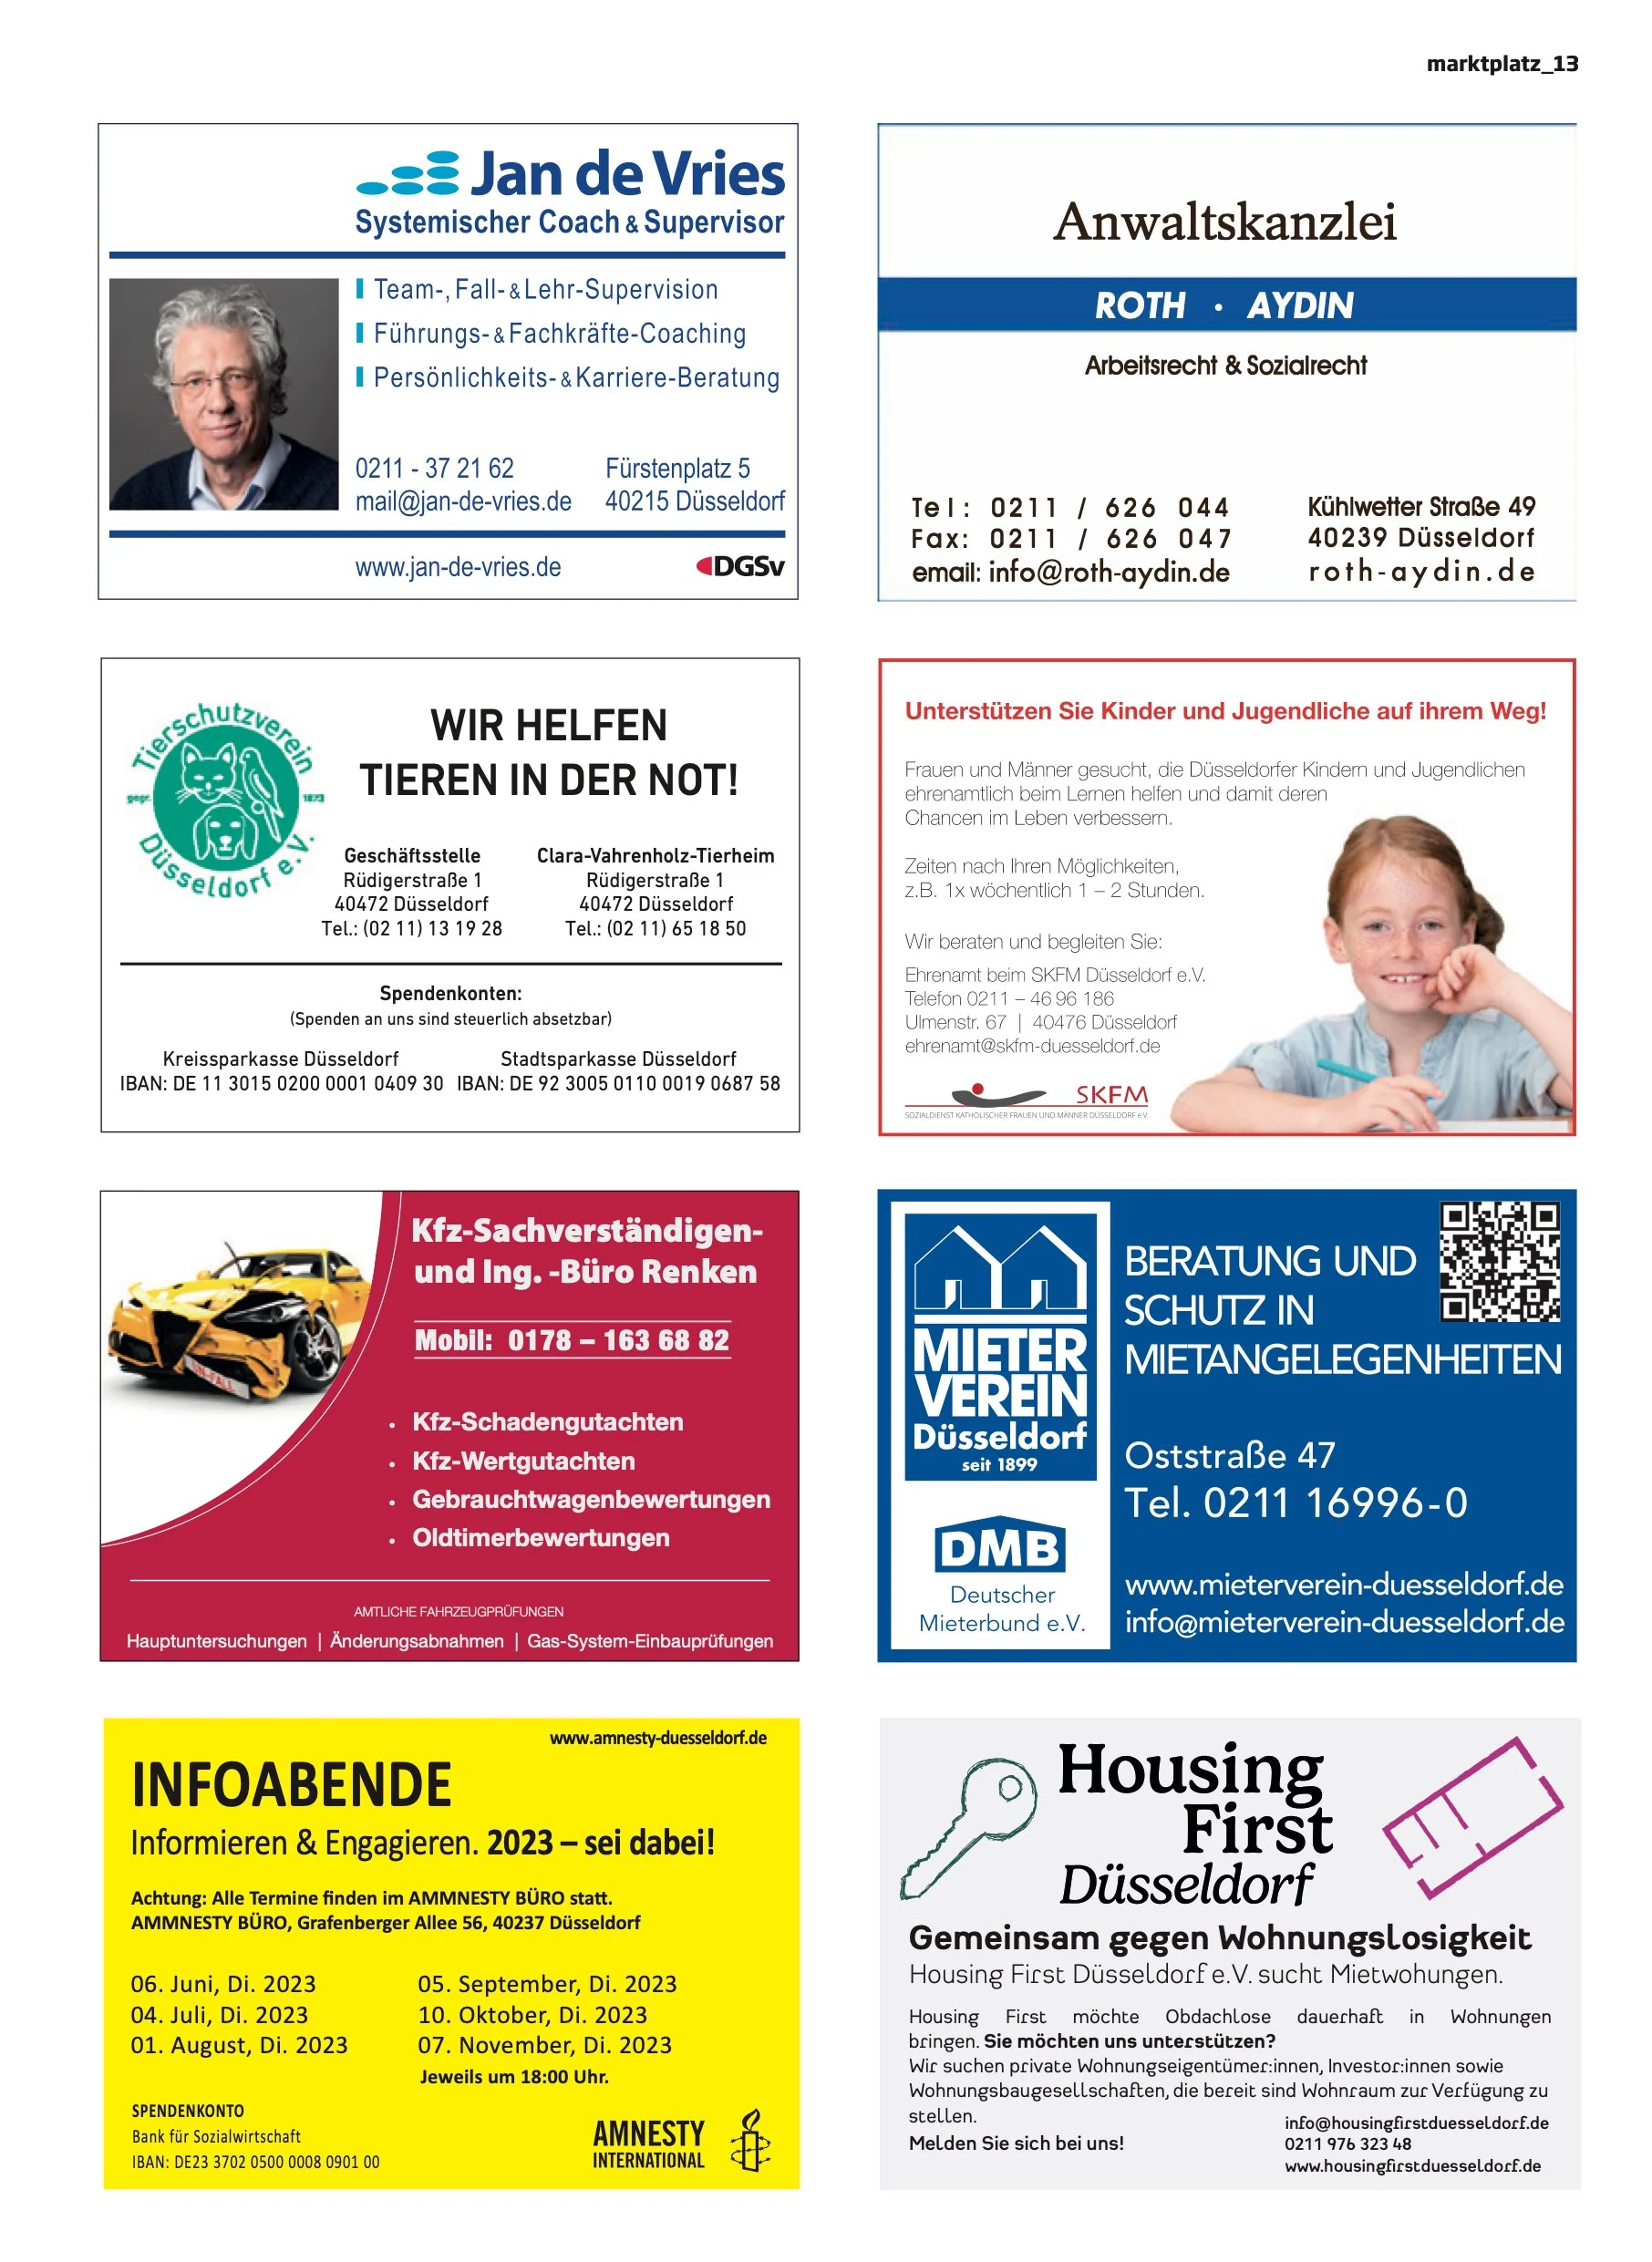 marktplatz_13
Jan de Vries
Systemischer Coach & Supervisor
Team-, Fall- & Lehr-Supervision
Führungs- & Fachkräfte-Coaching
Persönlichkeits- & Karriere-Beratung
0211 - 37 21 62
mail@jan-de-vries.de
Fürstenplatz 5
40215 Düsseldorf
www.jan-de-vries.de
DGSv
Anwaltskanzlei
ROTH · AYDIN
Arbeitsrecht & Sozialrecht
Tel: 0211 / 626 044
Fax: 0211 / 626 047
email: info@roth-aydin.de
Kühlwetter Straße 49
40239 Düsseldorf
roth-aydin.de
Tierschutzverein
gegr. 1873
Düsseldorf e.V.
WIR HELFEN
TIEREN IN DER NOT!
Geschäftsstelle
Rüdigerstraße 1
40472 Düsseldorf
Tel.: (02 11) 13 19 28
Clara-Vahrenholz-Tierheim
Rüdigerstraße 1
40472 Düsseldorf
Tel.: (02 11) 65 18 50
Spendenkonten:
(Spenden an uns sind steuerlich absetzbar)
Kreissparkasse Düsseldorf
IBAN: DE 11 3015 0200 0001 0409 30
Stadtsparkasse Düsseldorf
IBAN: DE 92 3005 0110 0019 0687 58
Unterstützen Sie Kinder und Jugendliche auf ihrem Weg!
Frauen und Männer gesucht, die Düsseldorfer Kindern und Jugendlichen
ehrenamtlich beim Lernen helfen und damit deren
Chancen im Leben verbessern.
Zeiten nach Ihren Möglichkeiten,
z.B. 1x wöchentlich 1 – 2 Stunden.
Wir beraten und begleiten Sie:
Ehrenamt beim SKFM Düsseldorf e.V.
Telefon 0211 – 46 96 186
Ulmenstr. 67 | 40476 Düsseldorf
ehrenamt@skfm-duesseldorf.de
SKFM
SOZIALDIENST KATHOLISCHER FRAUEN UND MÄNNER DÜSSELDORF e.V.
Kfz-Sachverständigen-
und Ing. -Büro Renken
Mobil: 0178 – 163 68 82
UN-FALL
• Kfz-Schadengutachten
• Kfz-Wertgutachten
• Gebrauchtwagenbewertungen
• Oldtimerbewertungen
AMTLICHE FAHRZEUGPRÜFUNGEN
Hauptuntersuchungen | Änderungsabnahmen | Gas-System-Einbauprüfungen
MIETER
VEREIN
Düsseldorf
seit 1899
DMB
Deutscher
Mieterbund e.V.
BERATUNG UND
SCHUTZ IN
MIETANGELEGENHEITEN
Oststraße 47
Tel. 0211 16996-0
www.mieterverein-duesseldorf.de
info@mieterverein-duesseldorf.de
www.amnesty-duesseldorf.de
INFOABENDE
Informieren & Engagieren. 2023 – sei dabei!
Achtung: Alle Termine finden im AMMNESTY BÜRO statt.
AMMNESTY BÜRO, Grafenberger Allee 56, 40237 Düsseldorf
06. Juni, Di. 2023
04. Juli, Di. 2023
01. August, Di. 2023
05. September, Di. 2023
10. Oktober, Di. 2023
07. November, Di. 2023
Jeweils um 18:00 Uhr.
SPENDENKONTO
Bank für Sozialwirtschaft
IBAN: DE23 3702 0500 0008 0901 00
AMNESTY
INTERNATIONAL
Housing
First
Düsseldorf
Gemeinsam gegen Wohnungslosigkeit
Housing First Düsseldorf e.V. sucht Mietwohungen.
Housing First möchte Obdachlose dauerhaft in Wohnungen
bringen. Sie möchten uns unterstützen?
Wir suchen private Wohnungseigentümer:innen, Investor:innen sowie
Wohnungsbaugesellschaften, die bereit sind Wohnraum zur Verfügung zu
stellen.
Melden Sie sich bei uns!
info@housingfirstduesseldorf.de
0211 976 323 48
www.housingfirstduesseldorf.de